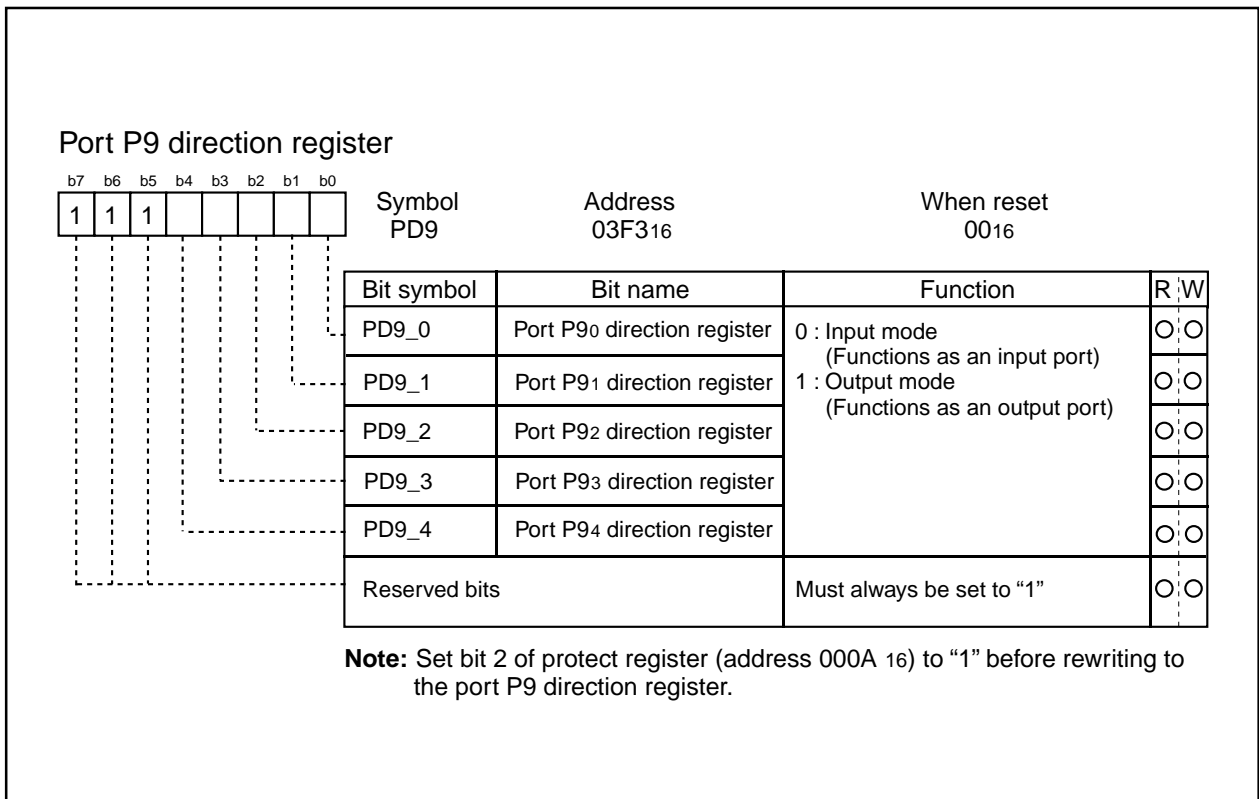 Port P9 direction register
b7 b6 b5 b4 b3 b2 b1 b0
1 1 1
Symbol Address When reset
PD9 03F316 0016
Bit symbol Bit name Function R W
PD9_0 Port P90 direction register 0 : Input mode
(Functions as an input port)
PD9_1 Port P91 direction register 1 : Output mode
(Functions as an output port)
PD9_2 Port P92 direction register
PD9_3 Port P93 direction register
PD9_4 Port P94 direction register
Reserved bits Must always be set to “1”
Note: Set bit 2 of protect register (address 000A 16) to “1” before rewriting to
the port P9 direction register.